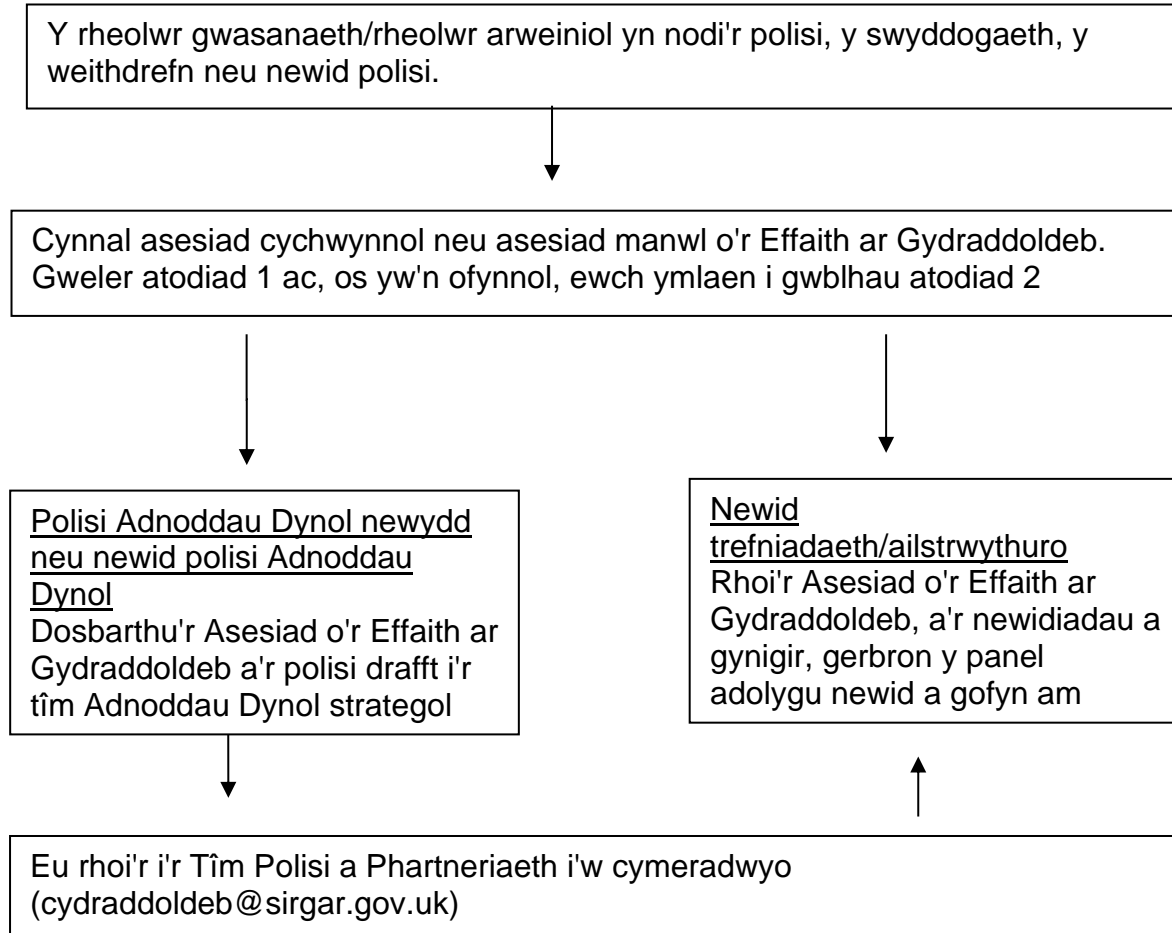 Y rheolwr gwasanaeth/rheolwr arweiniol yn nodi'r polisi, y swyddogaeth, y
weithdrefn neu newid polisi.
Cynnal asesiad cychwynnol neu asesiad manwl o'r Effaith ar Gydraddoldeb.
Gweler atodiad 1 ac, os yw'n ofynnol, ewch ymlaen i gwblhau atodiad 2
Polisi Adnoddau Dynol newydd
neu newid polisi Adnoddau
Dynol
Dosbarthu'r Asesiad o'r Effaith ar
Gydraddoldeb a'r polisi drafft i'r
tîm Adnoddau Dynol strategol
Newid
trefniadaeth/ailstrwythuro
Rhoi'r Asesiad o'r Effaith ar
Gydraddoldeb, a'r newidiadau a
gynigir, gerbron y panel
adolygu newid a gofyn am
Eu rhoi'r i'r Tîm Polisi a Phartneriaeth i'w cymeradwyo
(cydraddoldeb@sirgar.gov.uk)